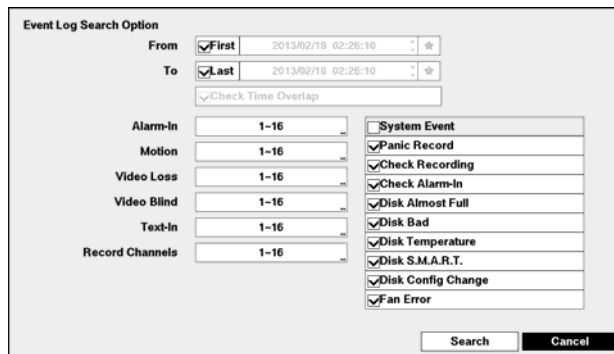 Event Log Search Option
From First 2013/02/18 02:26:10
To Last 2013/02/18 02:26:10
Check Time Overlap
Alarm-In 1~16 ...
Motion 1~16 ...
Video Loss 1~16 ...
Video Blind 1~16 ...
Text-In 1~16 ...
Record Channels 1~16 ...
System Event
Panic Record
Check Recording
Check Alarm-In
Disk Almost Full
Disk Bad
Disk Temperature
Disk S.M.A.R.T.
Disk Config Change
Fan Error
Search Cancel